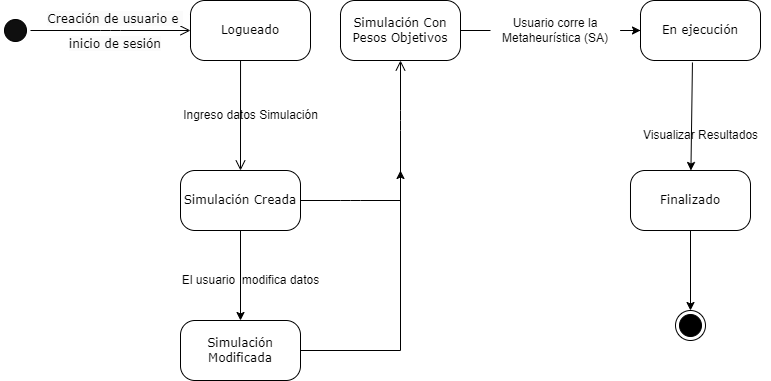 Creación de usuario e
inicio de sesión
Logueado
Simulación Con
Pesos Objetivos
Usuario corre la
Metaheurística (SA)
En ejecución
Ingreso datos Simulación
Visualizar Resultados
Simulación Creada
Finalizado
El usuario modifica datos
Simulación
Modificada